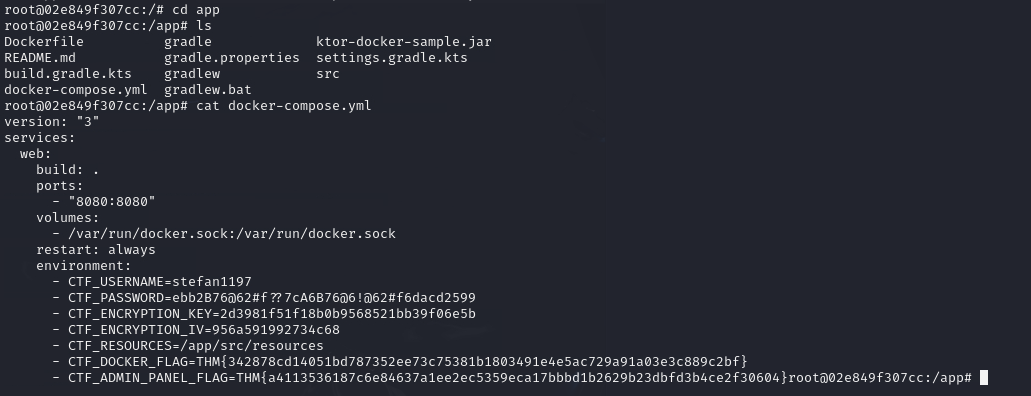 root@02e849f307cc:/# cd app
root@02e849f307cc:/app# ls
Dockerfile gradle ktor-docker-sample.jar
README.md gradle.properties settings.gradle.kts
build.gradle.kts gradlew src
docker-compose.yml gradlew.bat
root@02e849f307cc:/app# cat docker-compose.yml
version: "3"
services:
  web:
    build: .
    ports:
      - "8080:8080"
    volumes:
      - /var/run/docker.sock:/var/run/docker.sock
    restart: always
    environment:
      - CTF_USERNAME=stefan1197
      - CTF_PASSWORD=ebb2B76@62#f??7cA6B76@6!@62#f6dacd2599
      - CTF_ENCRYPTION_KEY=2d3981f51f18b0b9568521bb39f06e5b
      - CTF_ENCRYPTION_IV=956a591992734c68
      - CTF_RESOURCES=/app/src/resources
      - CTF_DOCKER_FLAG=THM{342878cd14051bd787352ee73c75381b1803491e4e5ac729a91a03e3c889c2bf}
      - CTF_ADMIN_PANEL_FLAG=THM{a4113536187c6e84637a1ee2ec5359eca17bbbd1b2629b23dbfd3b4ce2f30604}root@02e849f307cc:/app#